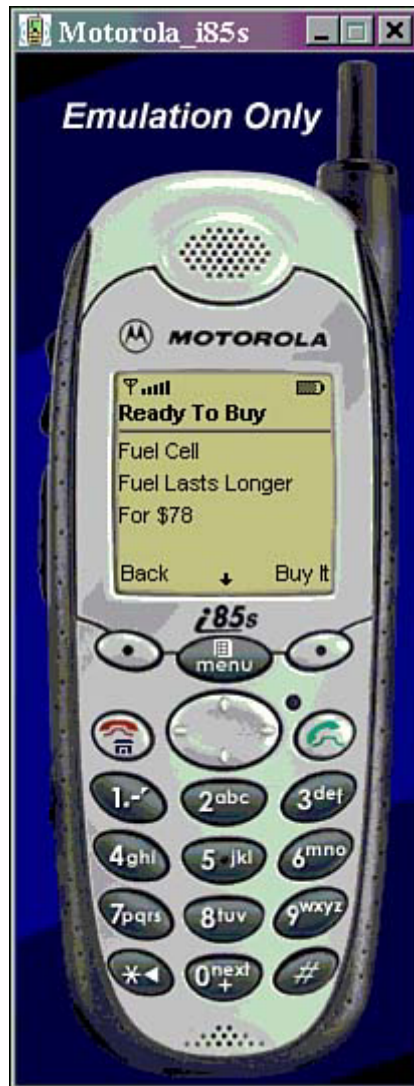 Motorola_i85s
Emulation Only
MOTOROLA
Ready To Buy
Fuel Cell
Fuel Lasts Longer
For $78
Back Buy It
i85s
menu
1.-' 2abc 3def
4ghi 5 jkl 6mno
7pqrs 8tuv 9wxyz
* 0next+ #